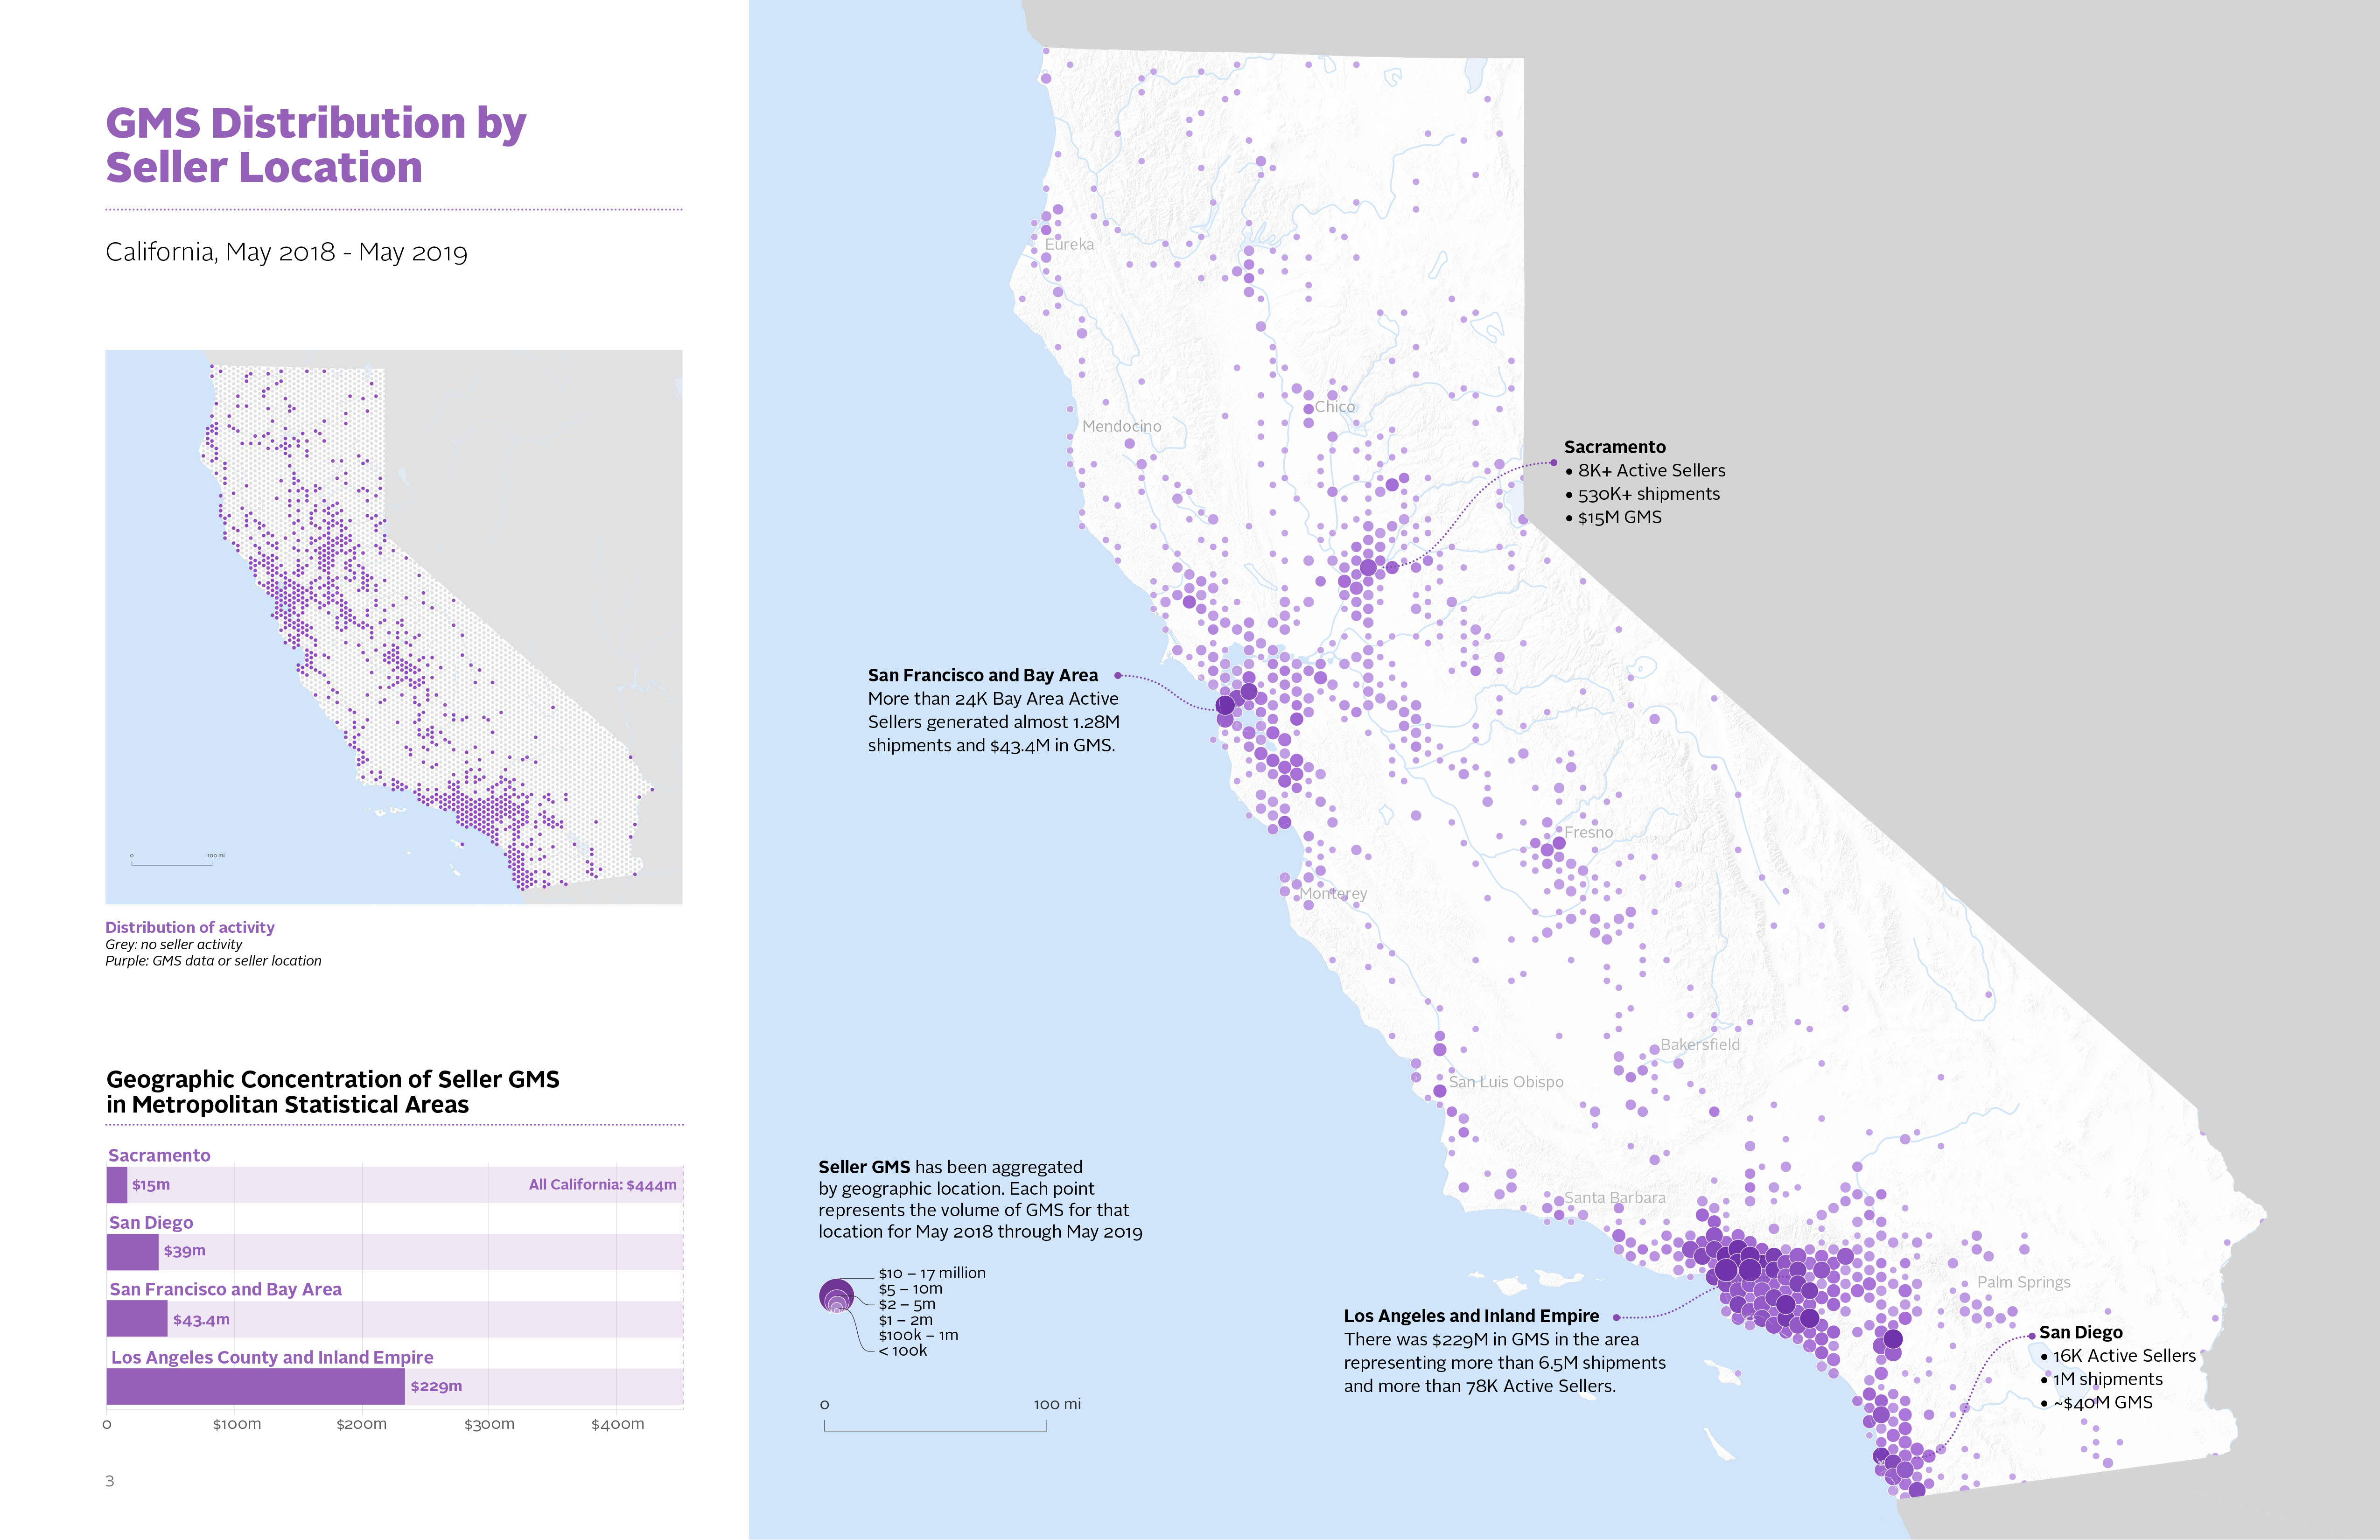 GMS Distribution by
Seller Location
California, May 2018 - May 2019
0 100 mi
Distribution of activity
Grey: no seller activity
Purple: GMS data or seller location
Geographic Concentration of Seller GMS
in Metropolitan Statistical Areas
Sacramento
$15m
All California: $444m
San Diego
$39m
San Francisco and Bay Area
$43.4m
Los Angeles County and Inland Empire
$229m
0 $100m $200m $300m $400m
3
Eureka
Chico
Mendocino
Sacramento
• 8K+ Active Sellers
• 530K+ shipments
• $15M GMS
San Francisco and Bay Area
More than 24K Bay Area Active
Sellers generated almost 1.28M
shipments and $43.4M in GMS.
Fresno
Monterey
Bakersfield
San Luis Obispo
Santa Barbara
Palm Springs
Seller GMS has been aggregated
by geographic location. Each point
represents the volume of GMS for that
location for May 2018 through May 2019
$10 – 17 million
$5 – 10m
$2 – 5m
$1 – 2m
$100k – 1m
< 100k
0 100 mi
Los Angeles and Inland Empire
There was $229M in GMS in the area
representing more than 6.5M shipments
and more than 78K Active Sellers.
San Diego
• 16K Active Sellers
• 1M shipments
• ~$40M GMS